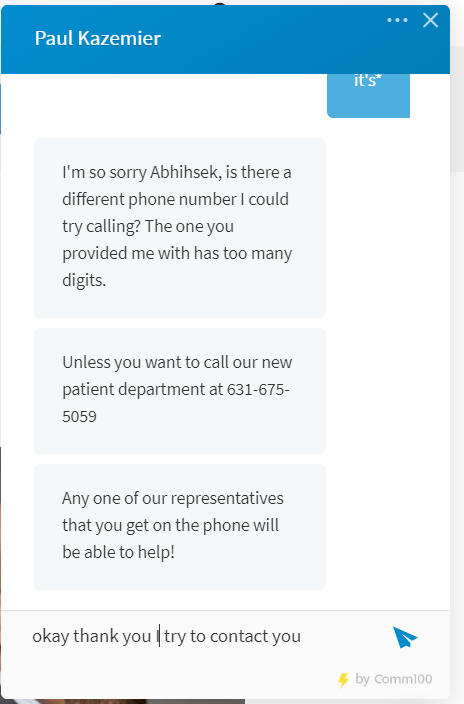 Paul Kazemier
it's*
I'm so sorry Abhihsek, is there a
different phone number I could
try calling? The one you
provided me with has too many
digits.
Unless you want to call our new
patient department at 631-675-
5059
Any one of our representatives
that you get on the phone will
be able to help!
okay thank you I try to contact you
by Comm100